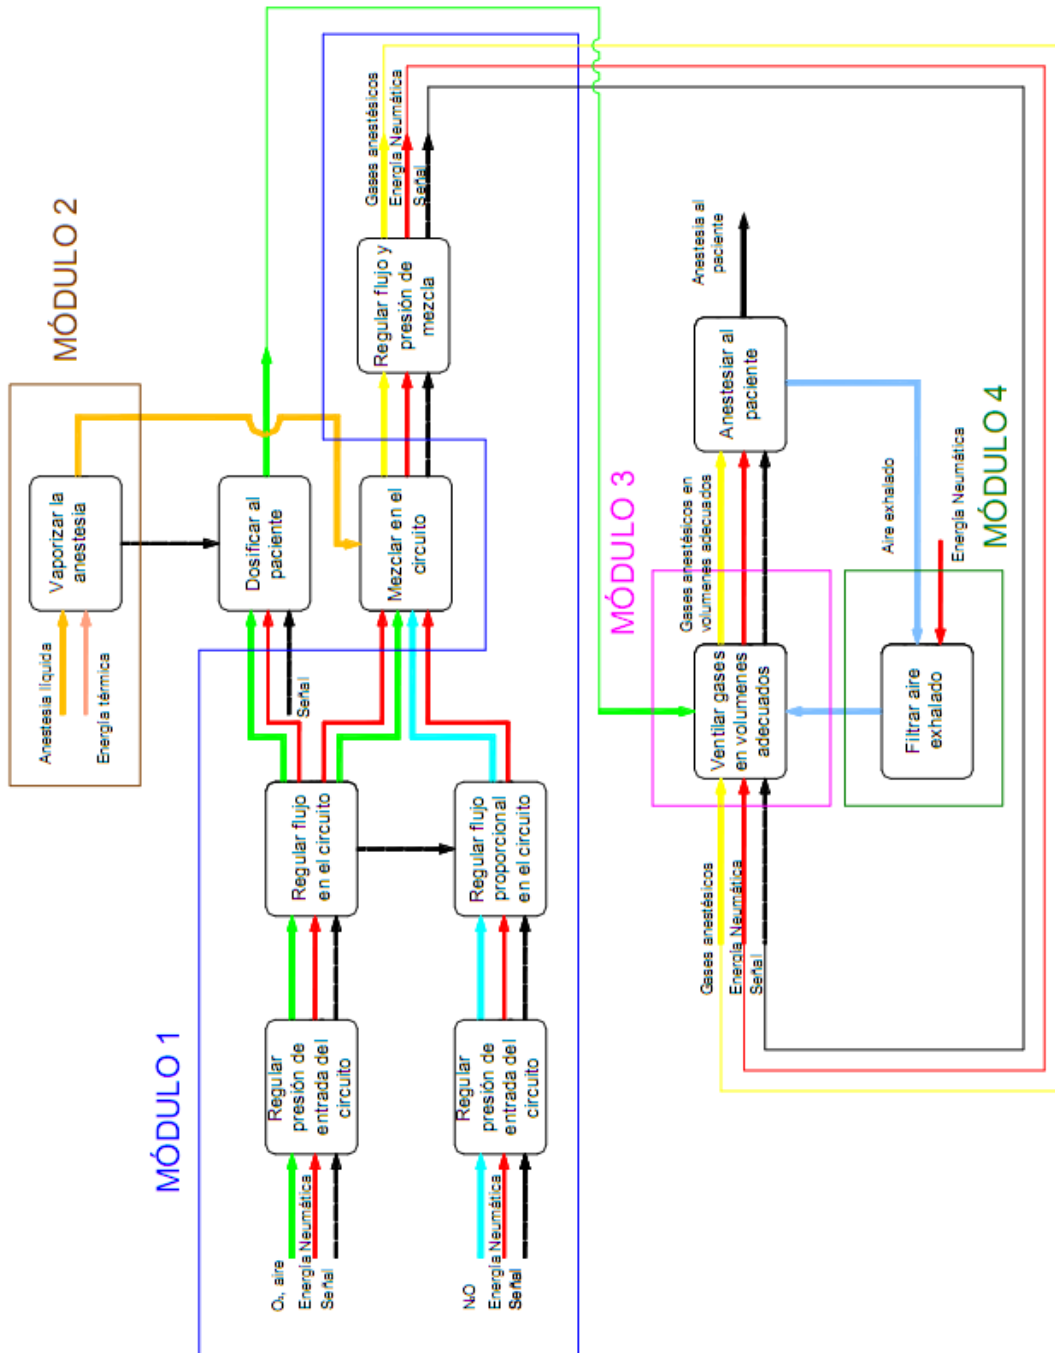 MÓDULO 2
Anestesia líquida
Energía térmica
Vaporizar la
anestesia
MÓDULO 1
O₂, aire
Energía Neumática
Señal
Regular
presión de
entrada del
circuito
Regular flujo
en el circuito
Señal
Dosificar al
paciente
N₂O
Energía Neumática
Señal
Regular
presión de
entrada del
circuito
Regular flujo
proporcional
en el circuito
Mezclar en el
circuito
Regular flujo y
presión de
mezcla
Gases anestésicos
Energía Neumática
Señal
MÓDULO 3
Gases anestésicos
Energía Neumática
Señal
Ventilar gases
en volumenes
adecuados
Gases anestésicos en
volumenes adecuados
Anestesiar al
paciente
Anestesia al
paciente
Aire exhalado
Energía Neumática
Filtrar aire
exhalado
MÓDULO 4